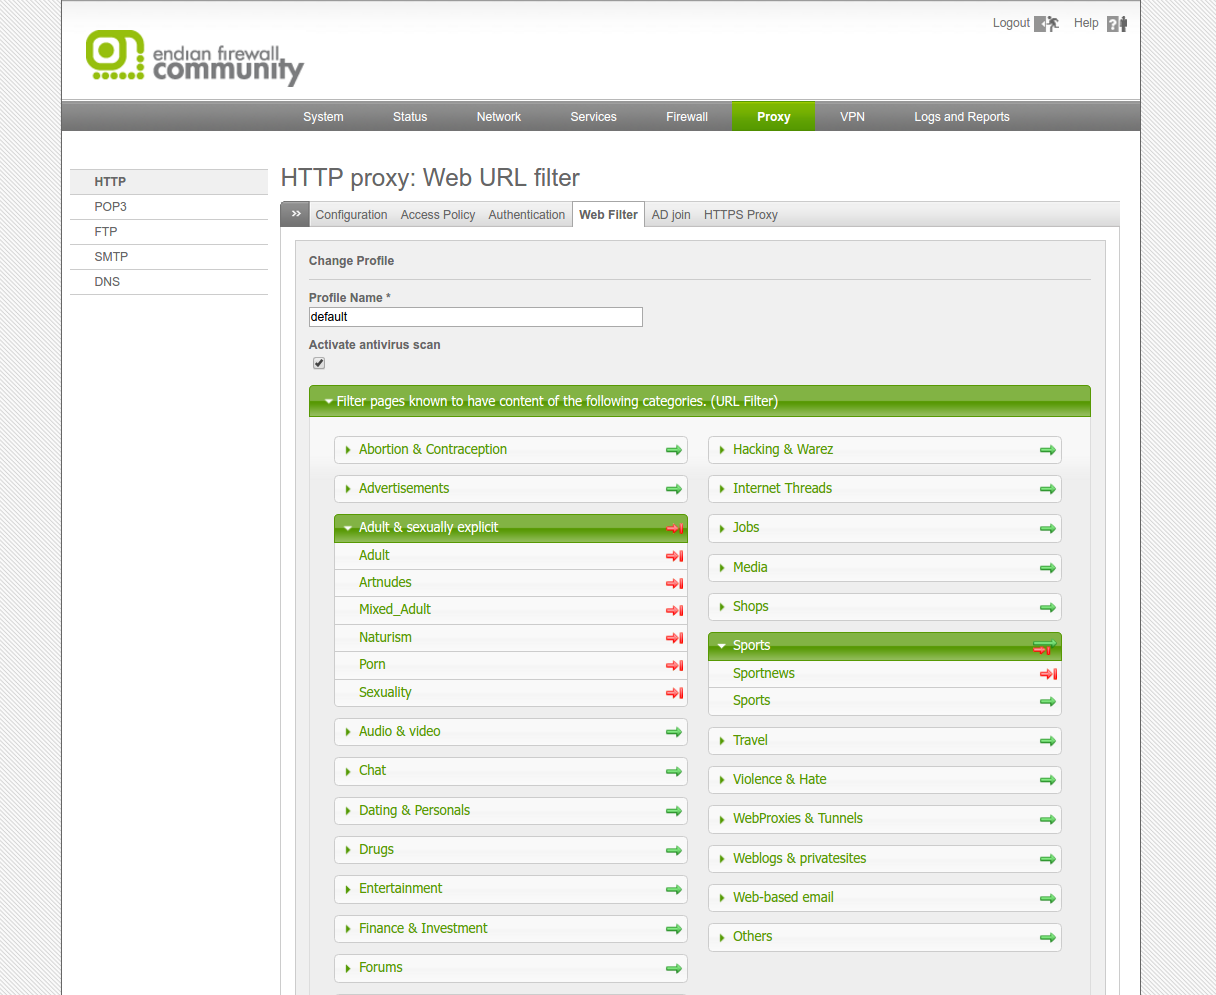 Logout Help
endian firewall
community
System Status Network Services Firewall Proxy VPN Logs and Reports
HTTP
POP3
FTP
SMTP
DNS
HTTP proxy: Web URL filter
Configuration Access Policy Authentication Web Filter AD join HTTPS Proxy
Change Profile
Profile Name *
default
Activate antivirus scan
Filter pages known to have content of the following categories. (URL Filter)
Abortion & Contraception
Advertisements
Adult & sexually explicit
Adult
Artnudes
Mixed_Adult
Naturism
Porn
Sexuality
Audio & video
Chat
Dating & Personals
Drugs
Entertainment
Finance & Investment
Forums
Hacking & Warez
Internet Threads
Jobs
Media
Shops
Sports
Sportnews
Sports
Travel
Violence & Hate
WebProxies & Tunnels
Weblogs & privatesites
Web-based email
Others